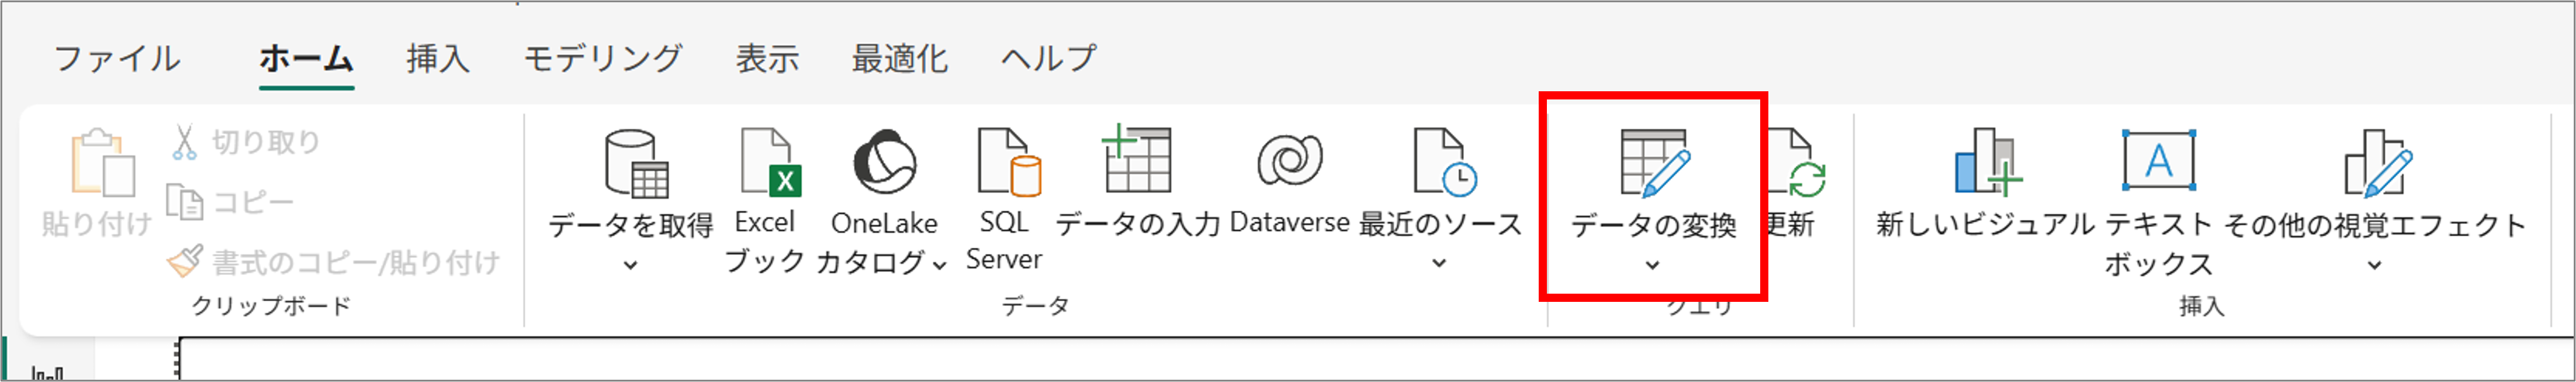 ファイル ホーム 挿入 モデリング 表示 最適化 ヘルプ
貼り付け
切り取り
コピー
書式のコピー/貼り付け
クリップボード
データを取得
Excel
ブック
OneLake
カタログ
SQL
Server
データの入力
Dataverse
最近のソース
データ
データの変換
更新
クエリ
新しいビジュアル
テキスト
ボックス
その他の視覚エフェクト
挿入